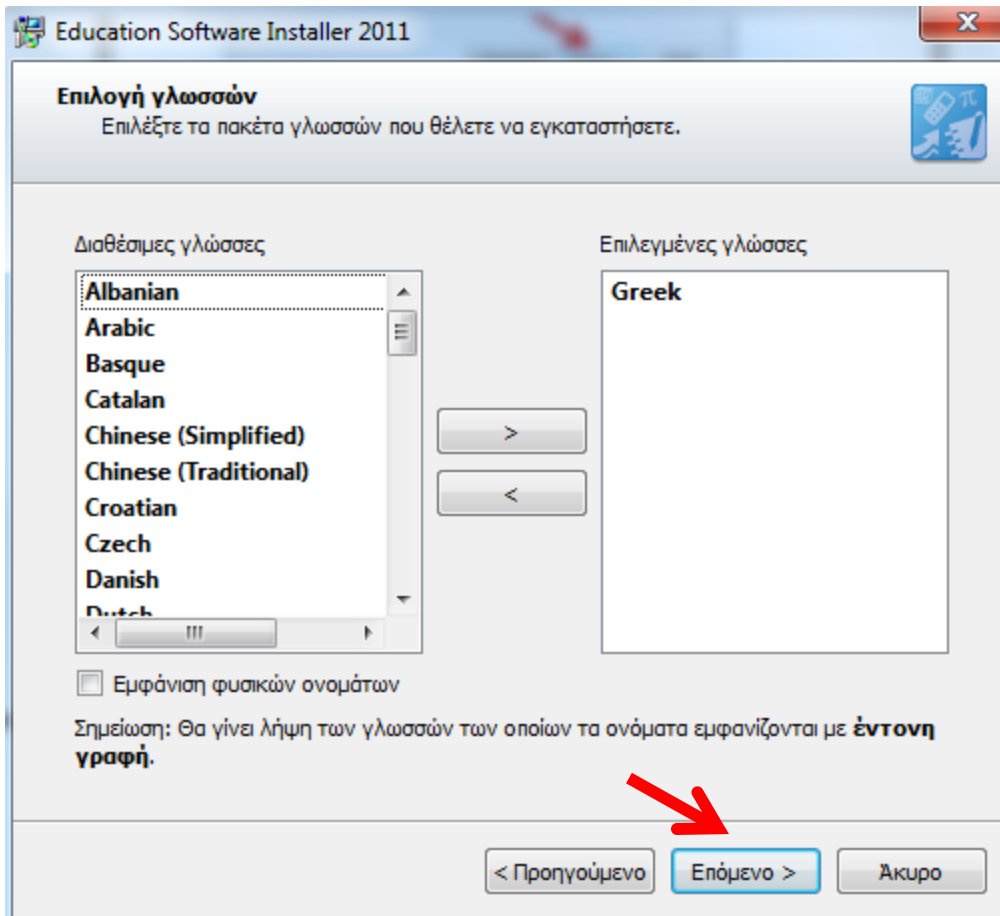 Education Software Installer 2011
Επιλογή γλωσσών
Επιλέξτε τα πακέτα γλωσσών που θέλετε να εγκαταστήσετε.
Διαθέσιμες γλώσσες
Albanian
Arabic
Basque
Catalan
Chinese (Simplified)
Chinese (Traditional)
Croatian
Czech
Danish
Dutch
Επιλεγμένες γλώσσες
Greek
>
<
Εμφάνιση φυσικών ονομάτων
Σημείωση: Θα γίνει λήψη των γλωσσών των οποίων τα ονόματα εμφανίζονται με έντονη
γραφή.
< Προηγούμενο
Επόμενο >
Άκυρο